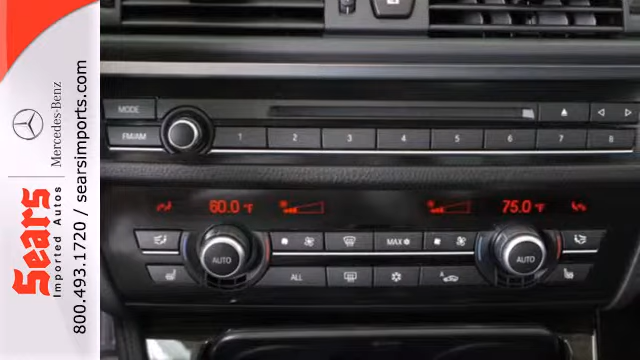 Mercedes-Benz
Sears
Imported Autos
800.493.1720 / searsimports.com
MODE
FM/AM
1 2 3 4 5 6 7 8
60.0 °F
75.0 °F
AUTO
MAX
AUTO
ALL
A